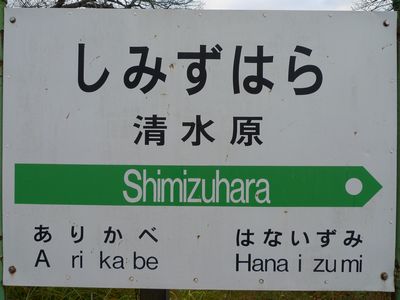 しみずはら
清水原
Shimizuhara
ありかべ はないずみ
Arikabe Hanaizumi